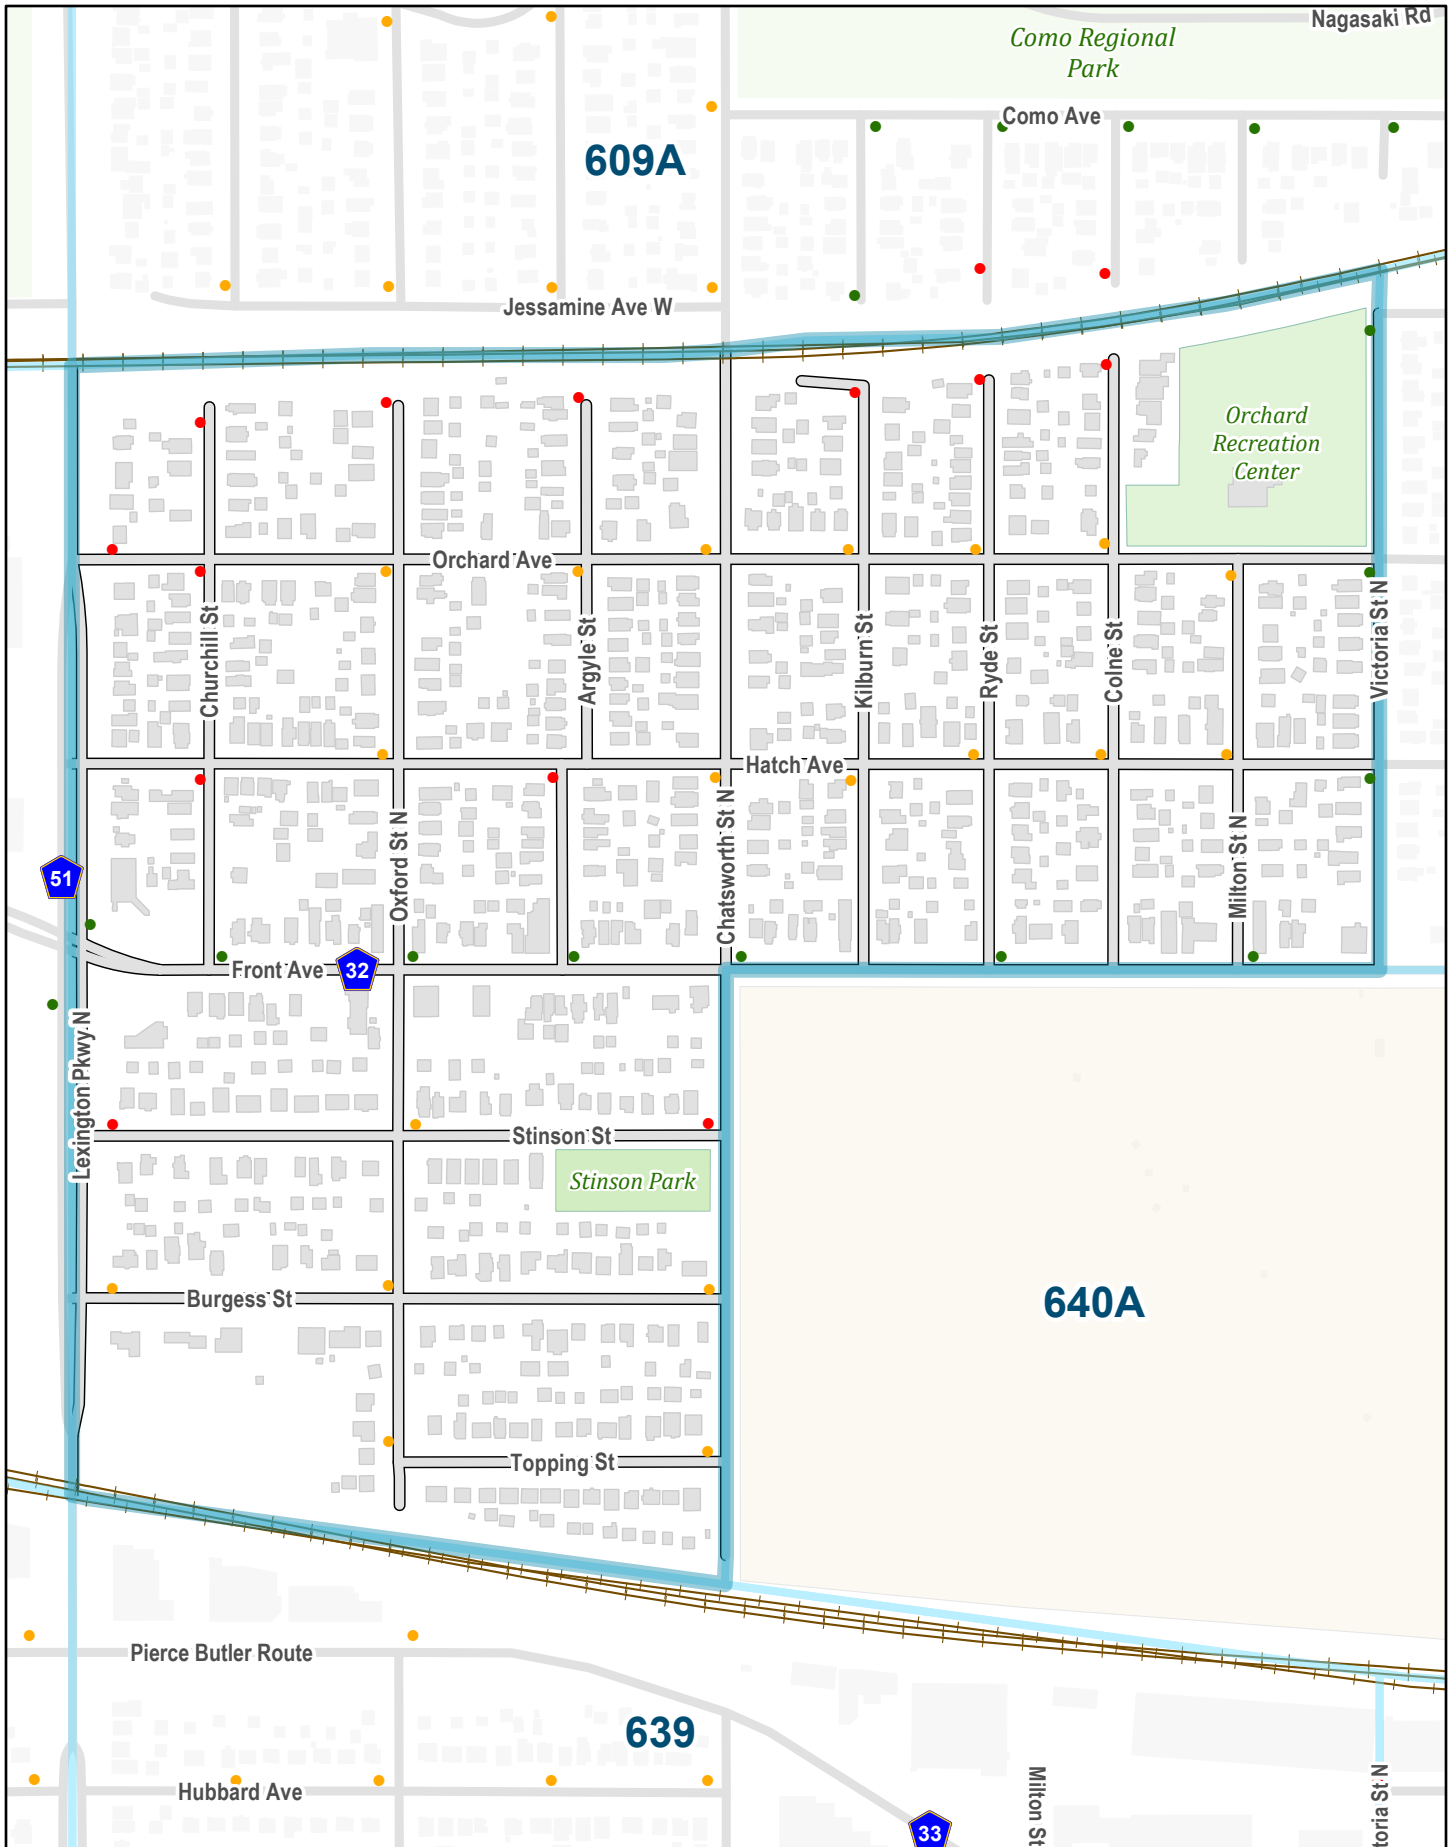 Nagasaki Rd
Como Regional
Park
Como Ave
609A
Jessamine Ave W
Orchard
Recreation
Center
Orchard Ave
Churchill St
Argyle St
Kilburn St
Ryde St
Colne St
Victoria St N
Hatch Ave
Oxford St N
Chatsworth St N
Milton St N
51
Front Ave
32
Lexington Pkwy N
Stinson St
Stinson Park
Burgess St
640A
Topping St
Pierce Butler Route
639
Hubbard Ave
Milton St
toria St N
33